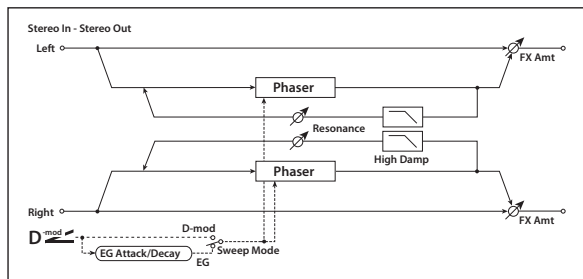 Stereo In - Stereo Out
Left
FX Amt
Phaser
Resonance
High Damp
Phaser
Right
FX Amt
D-mod
D-mod
EG Attack/Decay
EG
Sweep Mode